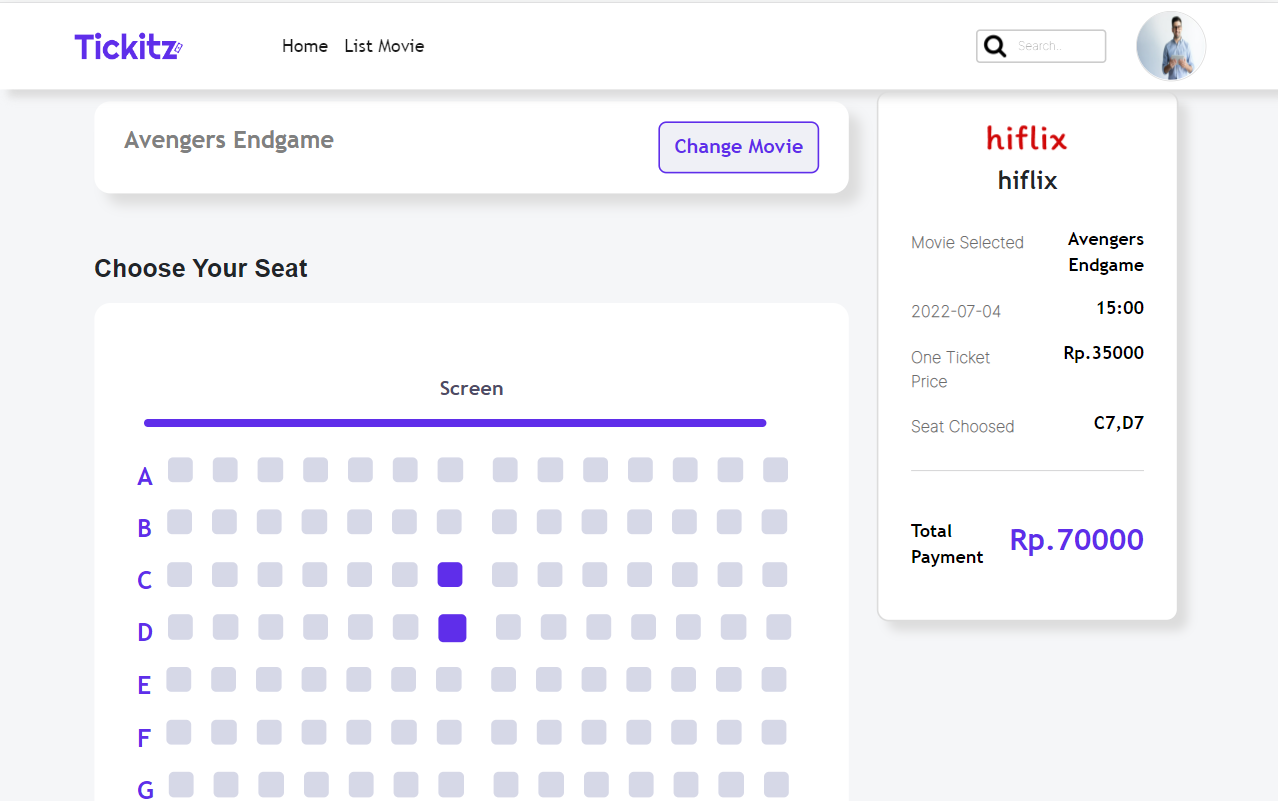 Tickitz
Home List Movie
Search...
Avengers Endgame
Change Movie
Choose Your Seat
Screen
A
B
C
D
E
F
G
hiflix
hiflix
Movie Selected
Avengers
Endgame
2022-07-04
15:00
One Ticket
Price
Rp.35000
Seat Choosed
C7,D7
Total
Payment
Rp.70000